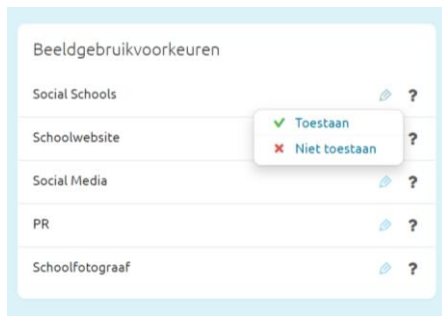 Beeldgebruikvoorkeuren
Social Schools ?
Toestaan
Schoolwebsite ?
Niet toestaan
Social Media ?
PR ?
Schoolfotograaf ?